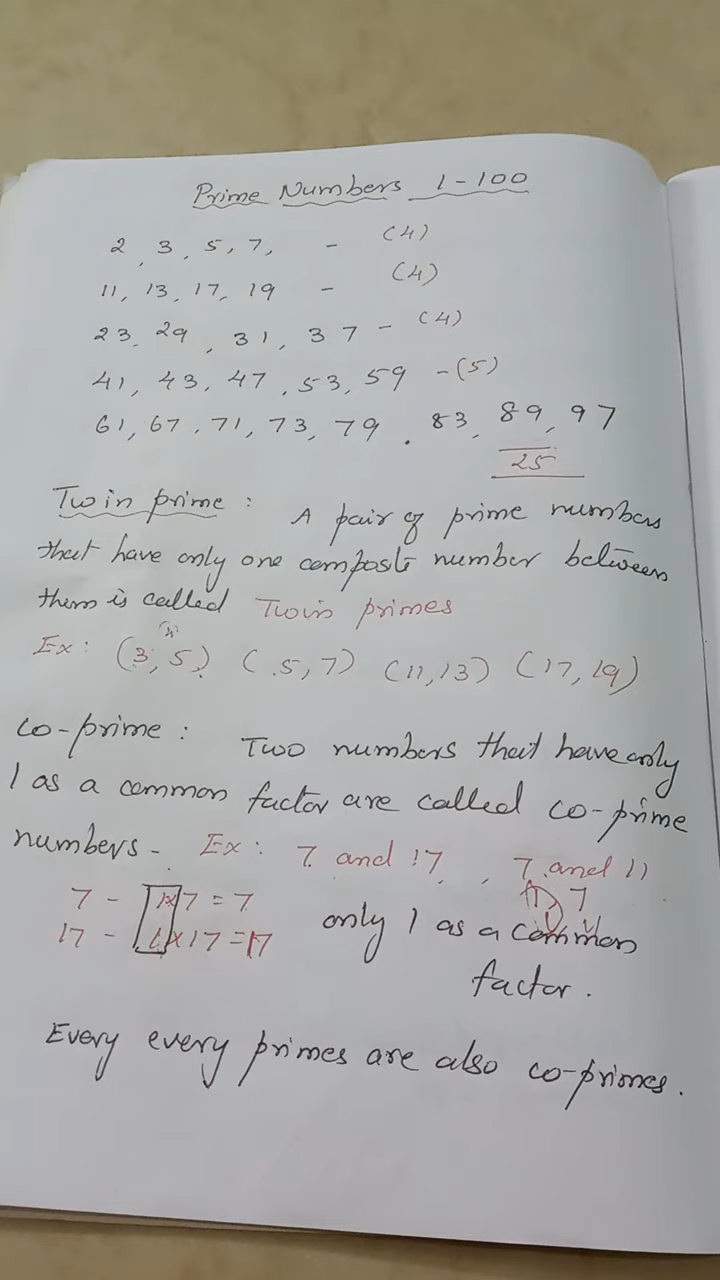 Prime Numbers 1-100
2, 3, 5, 7, - (4)
11, 13, 17, 19 - (4)
23, 29, 31, 37 - (4)
41, 43, 47, 53, 59 - (5)
61, 67, 71, 73, 79, 83, 89, 97
25
Twin prime : A pair of prime numbers
that have only one composite number between
them is called Twin primes
Ex: (3, 5) (5, 7) (11, 13) (17, 19)
Co-prime : Two numbers that have only
1 as a common factor are called co-prime
numbers- Ex: 7 and 17, 7 and 11
7 - 1x7 = 7
17 - 1x17 = 17
only 1 as a common
factor.
Every every primes are also co-primes.